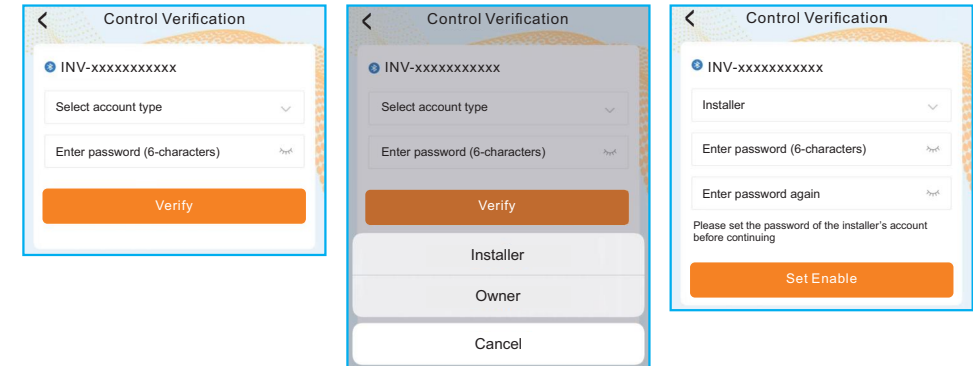 Control Verification
INV-xxxxxxxxxxx
Select account type
Enter password (6-characters)
Verify
Control Verification
INV-xxxxxxxxxxx
Select account type
Enter password (6-characters)
Verify
Installer
Owner
Cancel
Control Verification
INV-xxxxxxxxxxx
Installer
Enter password (6-characters)
Enter password again
Please set the password of the installer's account
before continuing
Set Enable